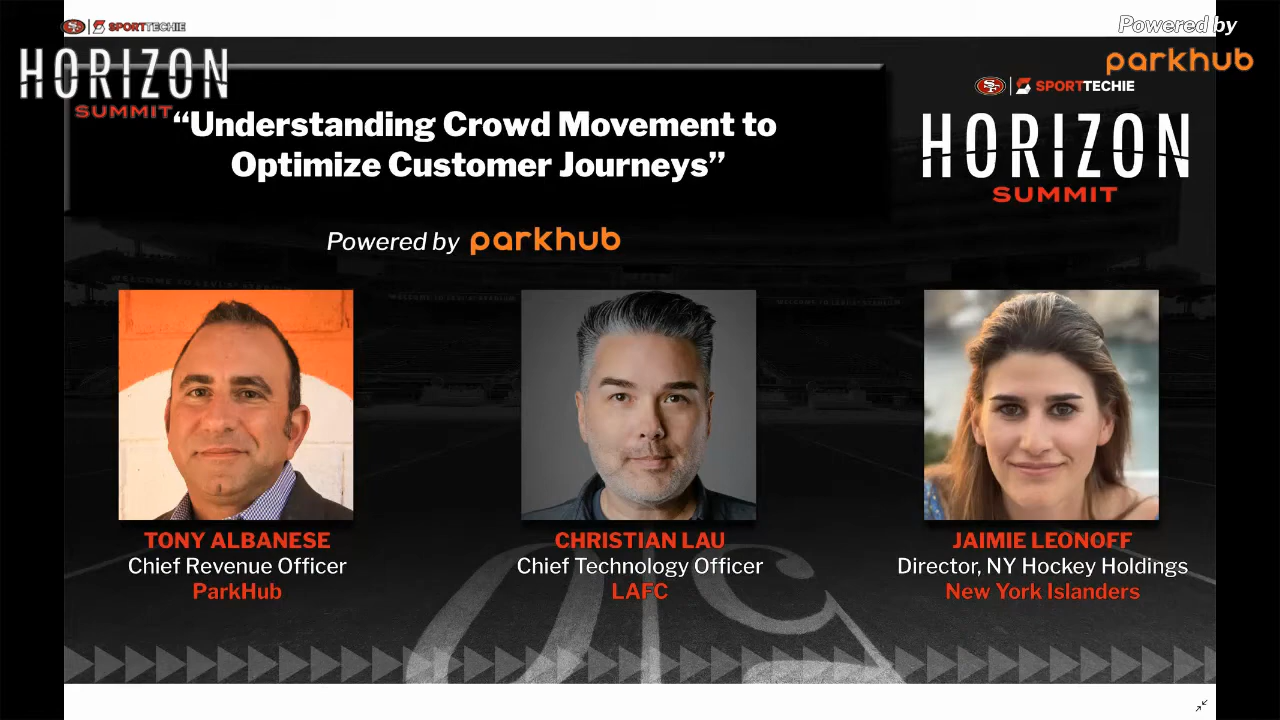 SF SPORTTECHIE
HORIZON
SUMMIT
Powered by
parkhub
SF SPORTTECHIE
HORIZON
SUMMIT
“Understanding Crowd Movement to
Optimize Customer Journeys”
Powered by parkhub
TONY ALBANESE
Chief Revenue Officer
ParkHub
CHRISTIAN LAU
Chief Technology Officer
LAFC
JAIMIE LEONOFF
Director, NY Hockey Holdings
New York Islanders